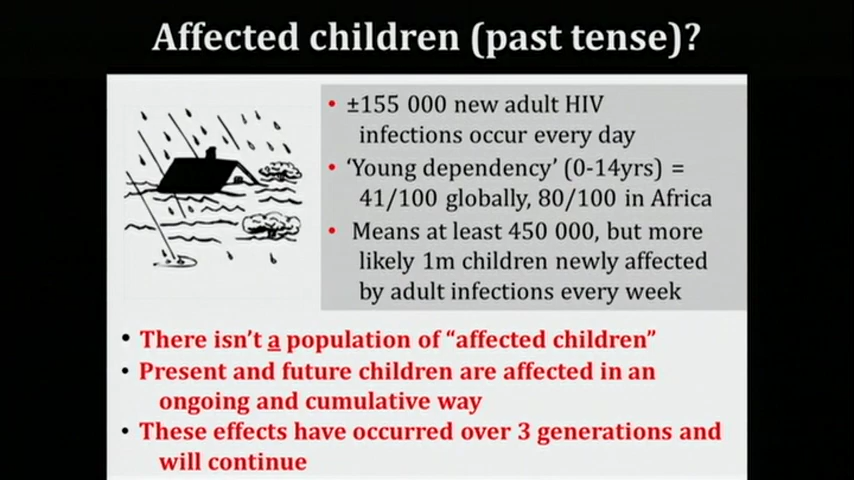 Affected children (past tense)?
• ±155 000 new adult HIV
infections occur every day
• ‘Young dependency’ (0-14yrs) =
41/100 globally, 80/100 in Africa
• Means at least 450 000, but more
likely 1m children newly affected
by adult infections every week
• There isn’t a population of “affected children”
• Present and future children are affected in an
ongoing and cumulative way
• These effects have occurred over 3 generations and
will continue